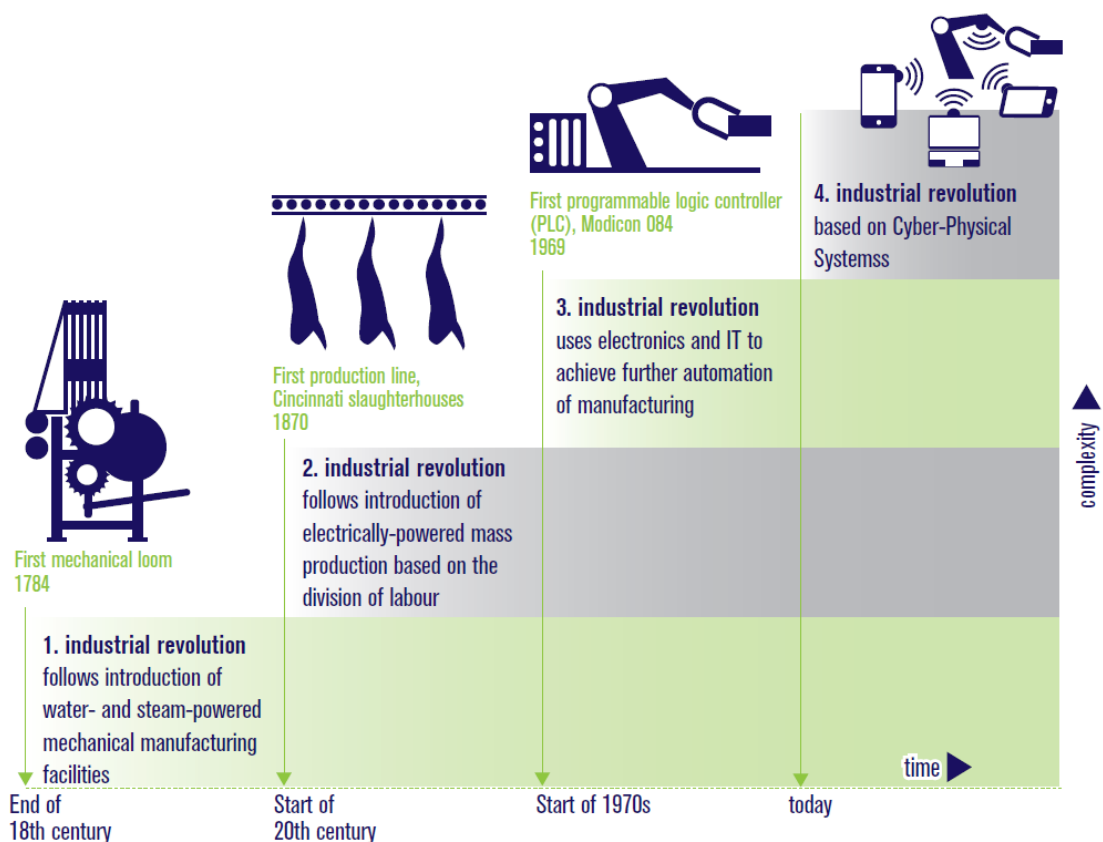 First mechanical loom
1784
1. industrial revolution
follows introduction of
water- and steam-powered
mechanical manufacturing
facilities
End of
18th century
First production line,
Cincinnati slaughterhouses
1870
2. industrial revolution
follows introduction of
electrically-powered mass
production based on the
division of labour
Start of
20th century
First programmable logic controller
(PLC), Modicon 084
1969
3. industrial revolution
uses electronics and IT to
achieve further automation
of manufacturing
Start of 1970s
4. industrial revolution
based on Cyber-Physical
Systemss
today
time
complexity